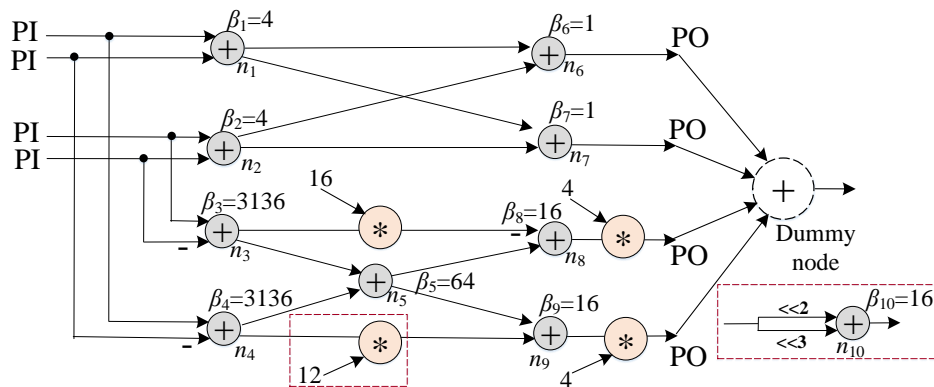 β1=4
β6=1
PI
PI
+
n1
+
n6
PO
β2=4
β7=1
PI
PI
+
n2
+
n7
PO
+
Dummy
node
β3=3136
16
β8=16
4
-
+
n3
*
-
+
n8
*
PO
+
n5
β5=64
β4=3136
β9=16
-
+
n4
*
12
+
n9
*
4
PO
<<2
<<3
+
β10=16
n10